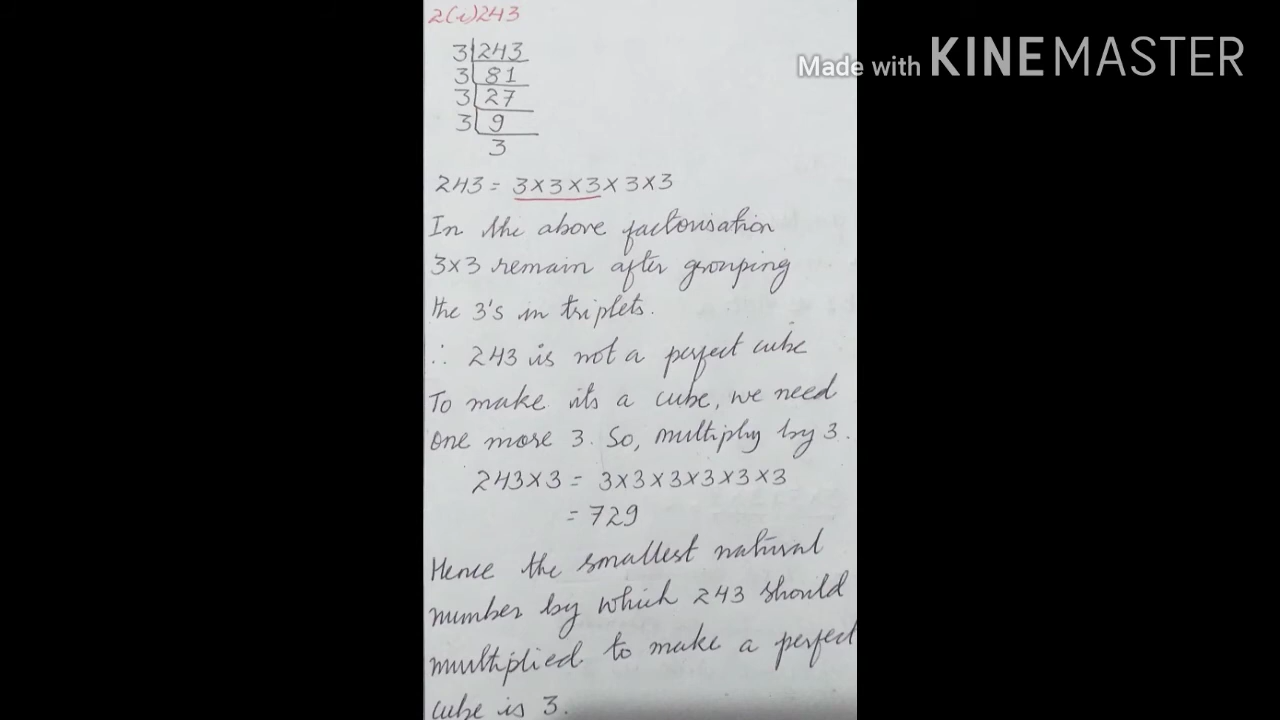 2(i)243
Made with KINEMASTER
3 243
3 81
3 27
3 9
3
243 = 3×3×3×3×3
In the above factorisation
3×3 remain after grouping
the 3's in triplets.
∴ 243 is not a perfect cube
To make its a cube, we need
one more 3. So, multiply by 3.
243×3 = 3×3×3×3×3×3
= 729
Hence the smallest natural
number by which 243 should
multiplied to make a perfect
cube is 3.